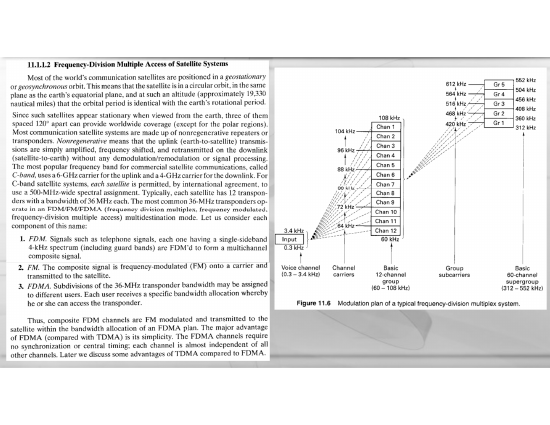 11.1.1.2 Frequency-Division Multiple Access of Satellite Systems
Most of the world's communication satellites are positioned in a geostationary
or geosynchronous orbit. This means that the satellite is in a circular orbit, in the same
plane as the earth's equatorial plane, and at such an altitude (approximately 19,330
nautical miles) that the orbital period is identical with the earth's rotational period.
Since such satellites appear stationary when viewed from the earth, three of them
spaced 120° apart can provide worldwide coverage (except for the polar regions).
Most communication satellite systems are made up of nonregenerative repeaters or
transponders. Nonregenerative means that the uplink (earth-to-satellite) transmis-
sions are simply amplified, frequency shifted, and retransmitted on the downlink
(satellite-to-earth) without any demodulation/remodulation or signal processing.
The most popular frequency band for commercial satellite communications, called
C-band, uses a 6-GHz carrier for the uplink and a 4-GHz carrier for the downlink. For
C-band satellite systems, each satellite is permitted, by international agreement, to
use a 500-MHz-wide spectral assignment. Typically, each satellite has 12 transpon-
ders with a bandwidth of 36 MHz each. The most common 36-MHz transponders op-
erate in an FDM/FM/FDMA (frequency division multiplex, frequency modulated,
frequency-division multiple access) multidestination mode. Let us consider each
component of this name:
1. FDM. Signals such as telephone signals, each one having a single-sideband
4-kHz spectrum (including guard bands) are FDM'd to form a multichannel
composite signal.
2. FM. The composite signal is frequency-modulated (FM) onto a carrier and
transmitted to the satellite.
3. FDMA. Subdivisions of the 36-MHz transponder bandwidth may be assigned
to different users. Each user receives a specific bandwidth allocation whereby
he or she can access the transponder.
Thus, composite FDM channels are FM modulated and transmitted to the
satellite within the bandwidth allocation of an FDMA plan. The major advantage
of FDMA (compared with TDMA) is its simplicity. The FDMA channels require
no synchronization or central timing; each channel is almost independent of all
other channels. Later we discuss some advantages of TDMA compared to FDMA.
3.4 kHz
Input
0.3 kHz
104 kHz
96 kHz
88 kHz
80 kHz
72 kHz
64 kHz
108 kHz
Chan 1
Chan 2
Chan 3
Chan 4
Chan 5
Chan 6
Chan 7
Chan 8
Chan 9
Chan 10
Chan 11
Chan 12
60 kHz
612 kHz
564 kHz
516 kHz
468 kHz
420 kHz
Gr 5
Gr 4
Gr 3
Gr 2
Gr 1
552 kHz
504 kHz
456 kHz
408 kHz
360 kHz
312 kHz
Voice channel
(0.3 – 3.4 kHz)
Channel
carriers
Basic
12-channel
group
(60 – 108 kHz)
Group
subcarriers
Basic
60-channel
supergroup
(312 – 552 kHz)
Figure 11.6 Modulation plan of a typical frequency-division multiplex system.